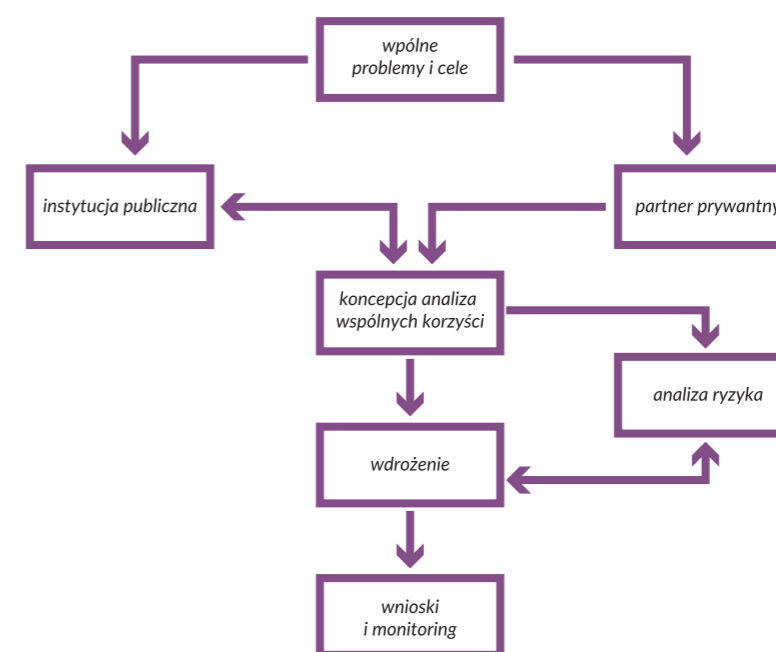 wpólne
problemy i cele
instytucja publiczna
partner prywantny
koncepcja analiza
wspólnych korzyści
analiza ryzyka
wdrożenie
wnioski
i monitoring